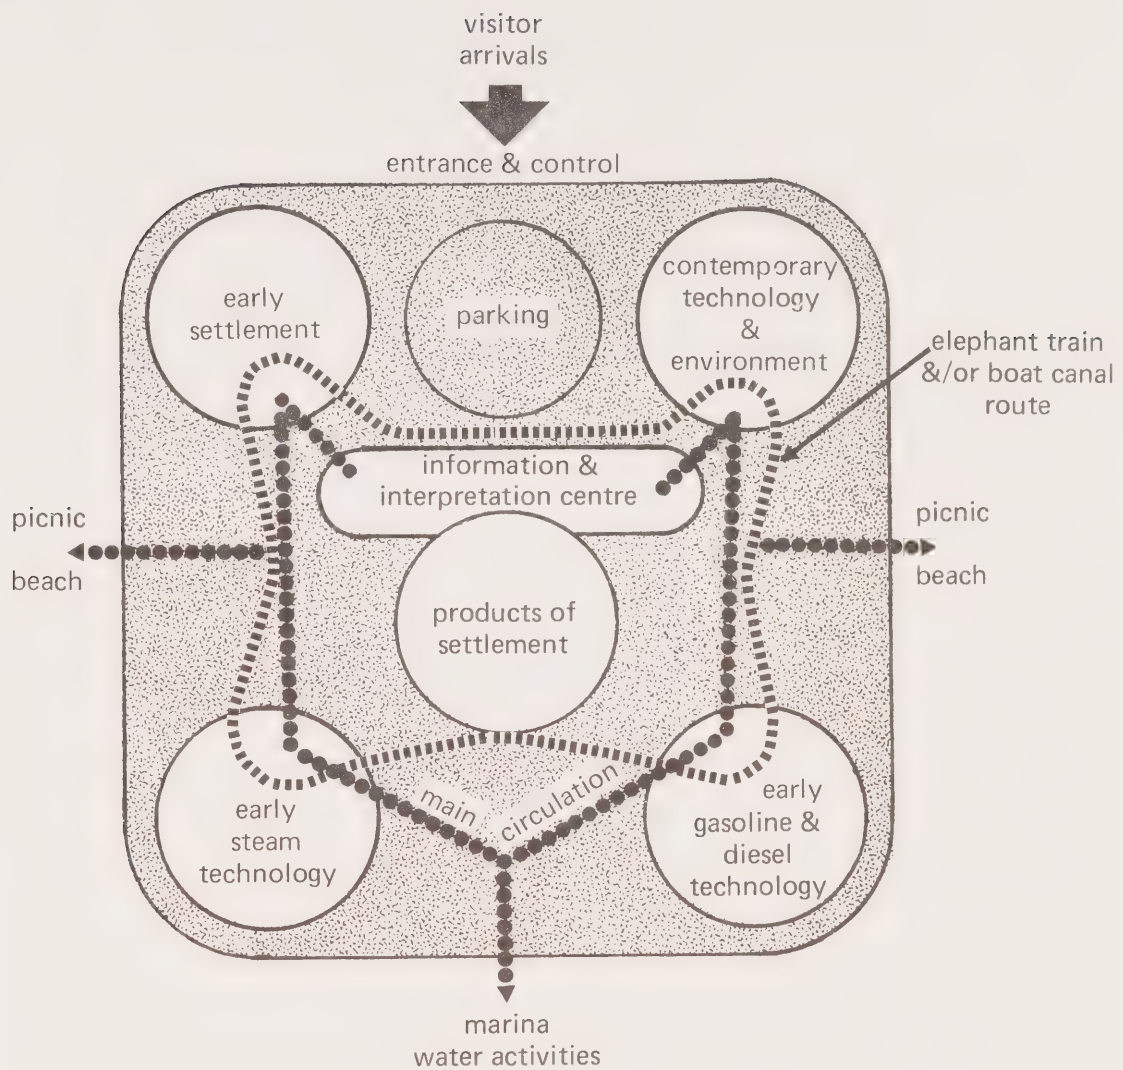 visitor
arrivals
entrance & control
early
settlement
parking
contemporary
technology
&
environment
elephant train
&/or boat canal
route
information &
interpretation centre
picnic
beach
picnic
beach
products of
settlement
main
circulation
early
steam
technology
early
gasoline &
diesel
technology
marina
water activities